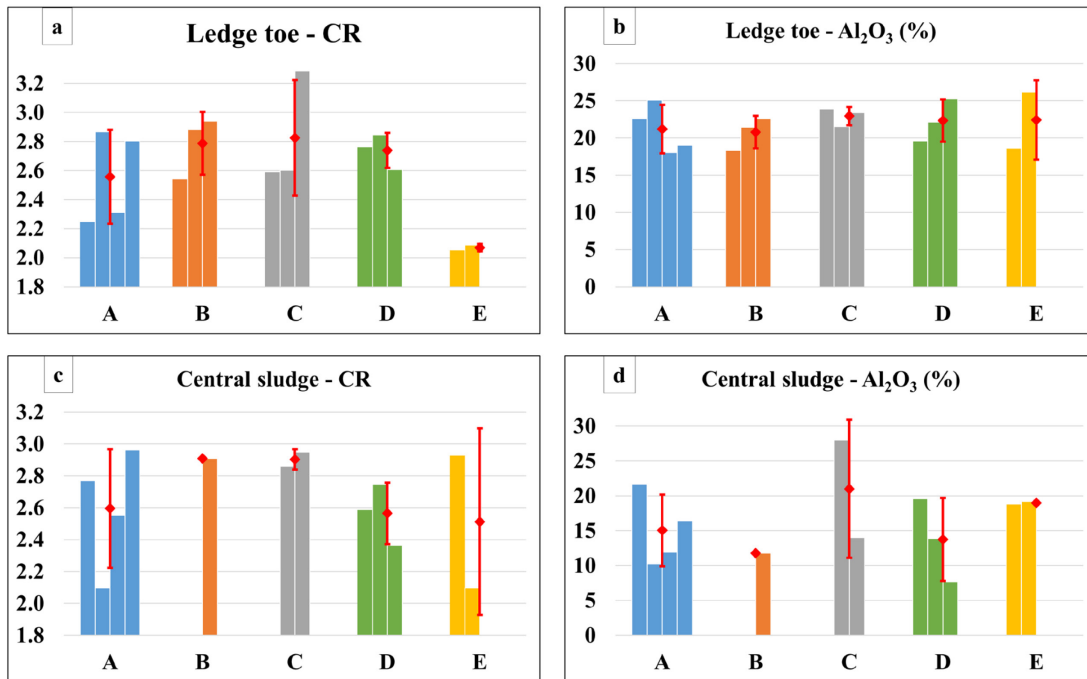 a
Ledge toe - CR
3.2
3.0
2.8
2.6
2.4
2.2
2.0
1.8
A B C D E
b
Ledge toe - Al₂O₃ (%)
30
25
20
15
10
5
0
A B C D E
c
Central sludge - CR
3.2
3.0
2.8
2.6
2.4
2.2
2.0
1.8
A B C D E
d
Central sludge - Al₂O₃ (%)
30
25
20
15
10
5
0
A B C D E